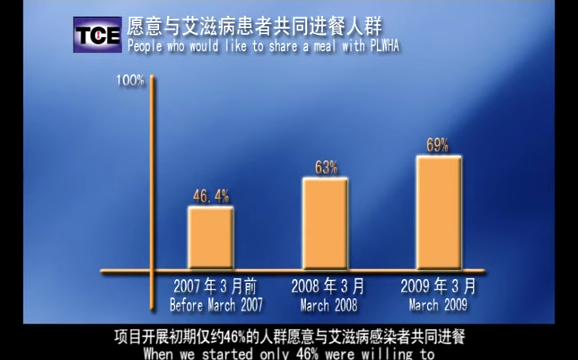 TCE
愿意与艾滋病患者共同进餐人群
People who would like to share a meal with PLWHA
100%
46.4%
63%
69%
2007年3月前
2008年3月
2009年3月
Before March 2007
March 2008
March 2009
项目开展初期仅约46%的人群愿意与艾滋病感染者共同进餐
When we started only 46% were willing to